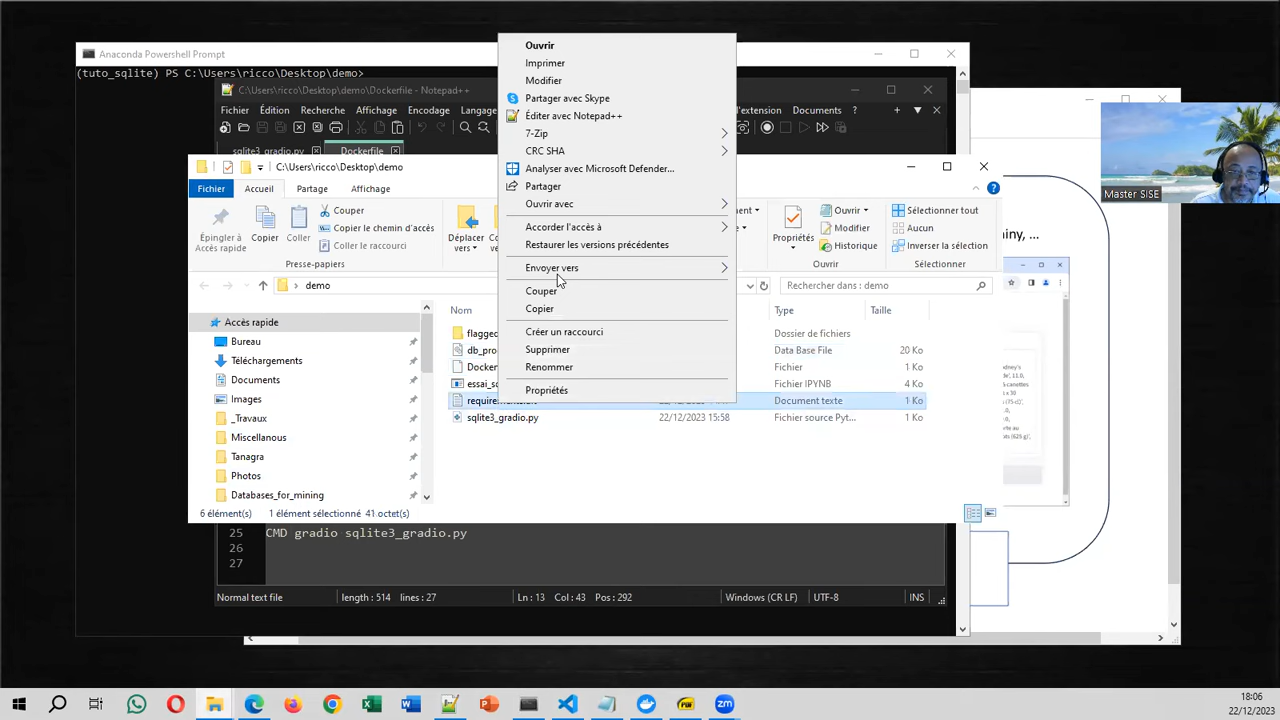 Anaconda Powershell Prompt
(tuto_sqlite) PS C:\Users\ricco\Desktop\demo>
C:\Users\ricco\Desktop\demo\Dockerfile - Notepad++
Fichier Édition Recherche Affichage Encodage Langage
l'extension Documents
sqlite3_gradio.py Dockerfile
C:\Users\ricco\Desktop\demo
Fichier Accueil Partage Affichage
Épingler à Accès rapide
Copier
Coller
Couper
Copier le chemin d'accès
Coller le raccourci
Presse-papiers
Déplacer vers
Propriétés
Ouvrir
Modifier
Historique
Ouvrir
Sélectionner tout
Aucun
Inverser la sélection
Sélectionner
Ouvrir
Imprimer
Modifier
Partager avec Skype
Éditer avec Notepad++
7-Zip
CRC SHA
Analyser avec Microsoft Defender...
Partager
Ouvrir avec
Accorder l'accès à
Restaurer les versions précédentes
Envoyer vers
Couper
Copier
Créer un raccourci
Supprimer
Renommer
Propriétés
demo
Rechercher dans : demo
Accès rapide
Bureau
Téléchargements
Documents
Images
_Travaux
Miscellanous
Tanagra
Photos
Databases_for_mining
Nom Type Taille
flagged Dossier de fichiers
Data Base File 20 Ko
Fichier 1 Ko
Fichier IPYNB 4 Ko
Document texte 1 Ko
sqlite3_gradio.py 22/12/2023 15:58 Fichier source Pyt... 1 Ko
6 élément(s) 1 élément sélectionné 41 octet(s)
25 CMD gradio sqlite3_gradio.py
26
27
Normal text file length : 514 lines : 27 Ln : 13 Col : 43 Pos : 292 Windows (CR LF) UTF-8 INS
Master SISE
iny, ...
18:06
22/12/2023